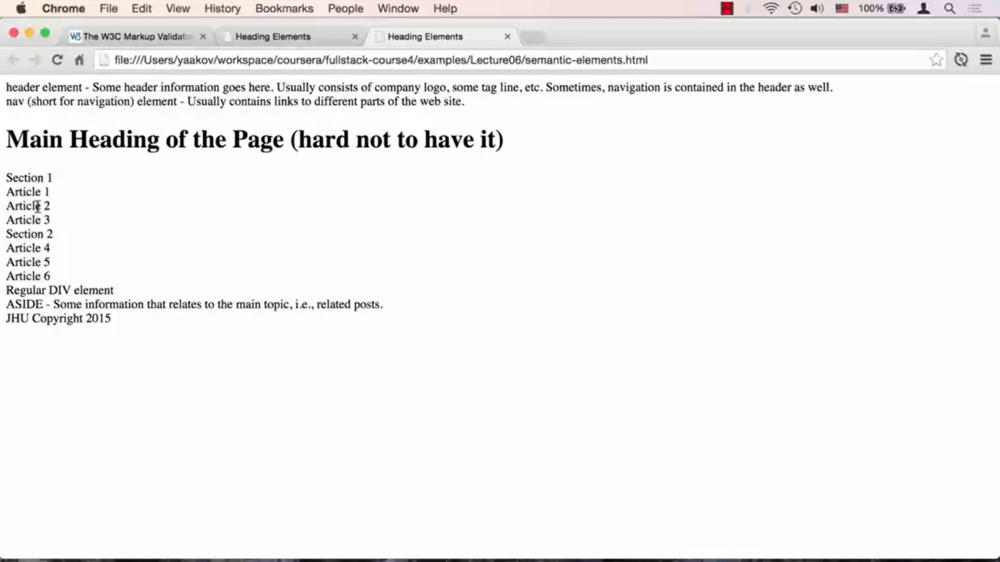 Chrome File Edit View History Bookmarks People Window Help 100%
The W3C Markup Validati Heading Elements Heading Elements
file:///Users/yaakov/workspace/coursera/fullstack-course4/examples/Lecture06/semantic-elements.html
header element - Some header information goes here. Usually consists of company logo, some tag line, etc. Sometimes, navigation is contained in the header as well.
nav (short for navigation) element - Usually contains links to different parts of the web site.
Main Heading of the Page (hard not to have it)
Section 1
Article 1
Article 2
Article 3
Section 2
Article 4
Article 5
Article 6
Regular DIV element
ASIDE - Some information that relates to the main topic, i.e., related posts.
JHU Copyright 2015